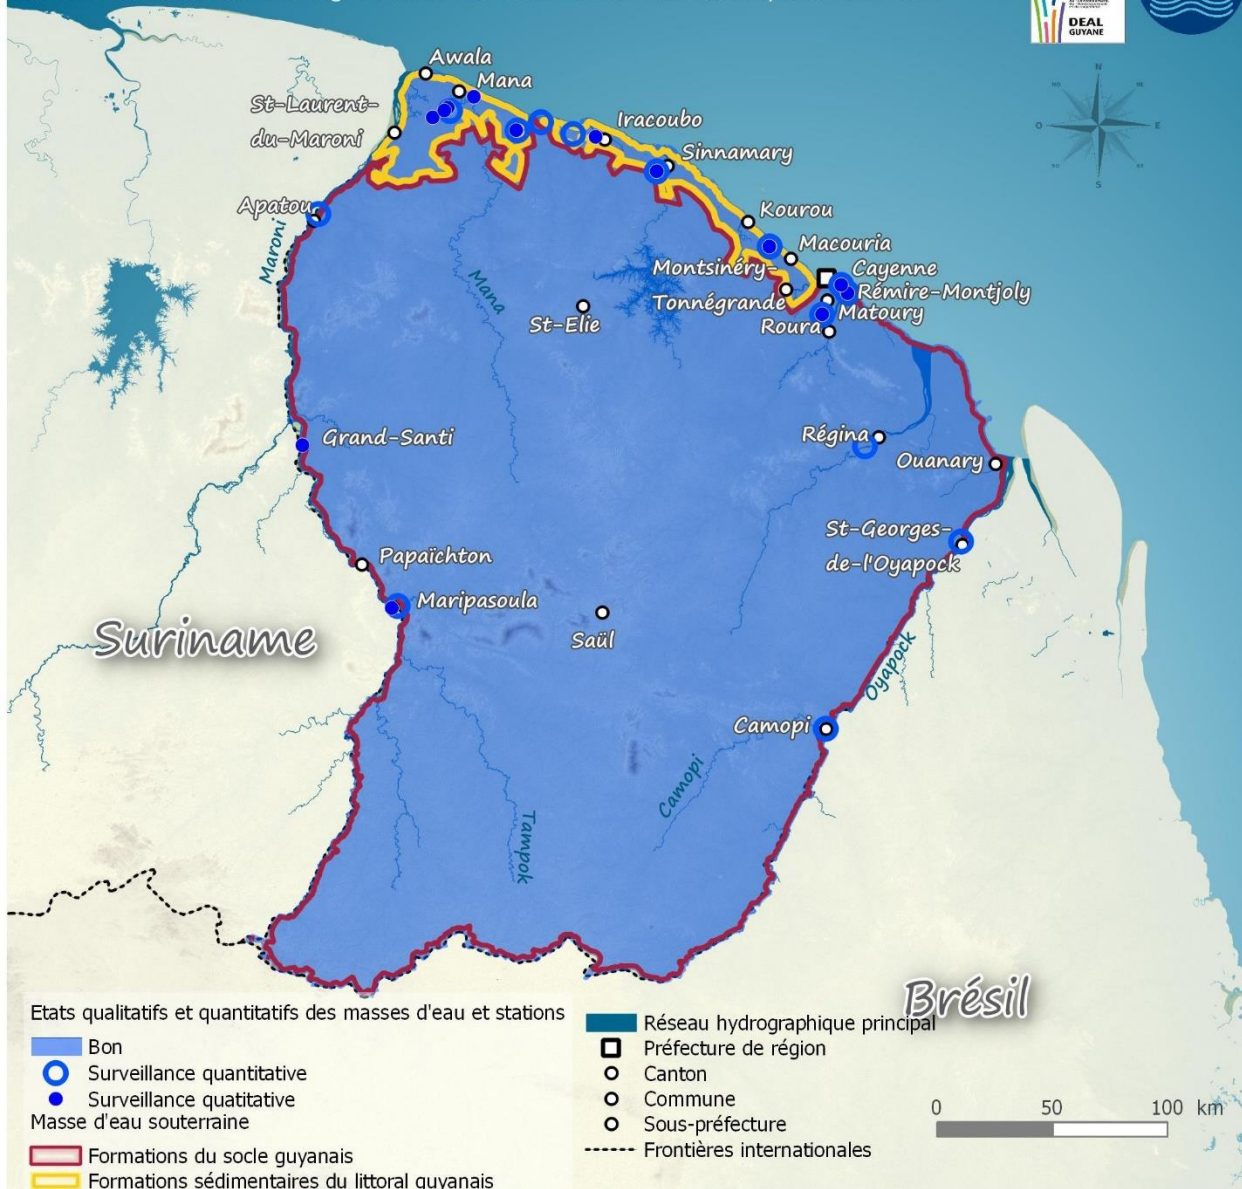 DEAL
GUYANE
N
O
E
S
Awala
Mana
St-Laurent-
du-Maroni
Iracoubo
Sinnamary
Apatou
Maroni
Kourou
Macouria
Mana
Montsinéry-
Tonnégrande
Cayenne
Rémire-Montjoly
Matoury
St-Elie
Roura
Grand-Santi
Régina
Ouanary
St-Georges-
de-l'Oyapock
Papaïchton
Maripasoula
Suriname
Saül
Oyapock
Camopi
Camopi
Tampok
Brésil
Etats qualitatifs et quantitatifs des masses d'eau et stations
Bon
Surveillance quantitative
Surveillance quatitative
Masse d'eau souterraine
Formations du socle guyanais
Formations sédimentaires du littoral guyanais
Réseau hydrographique principal
Préfecture de région
Canton
Commune
Sous-préfecture
Frontières internationales
0 50 100 km